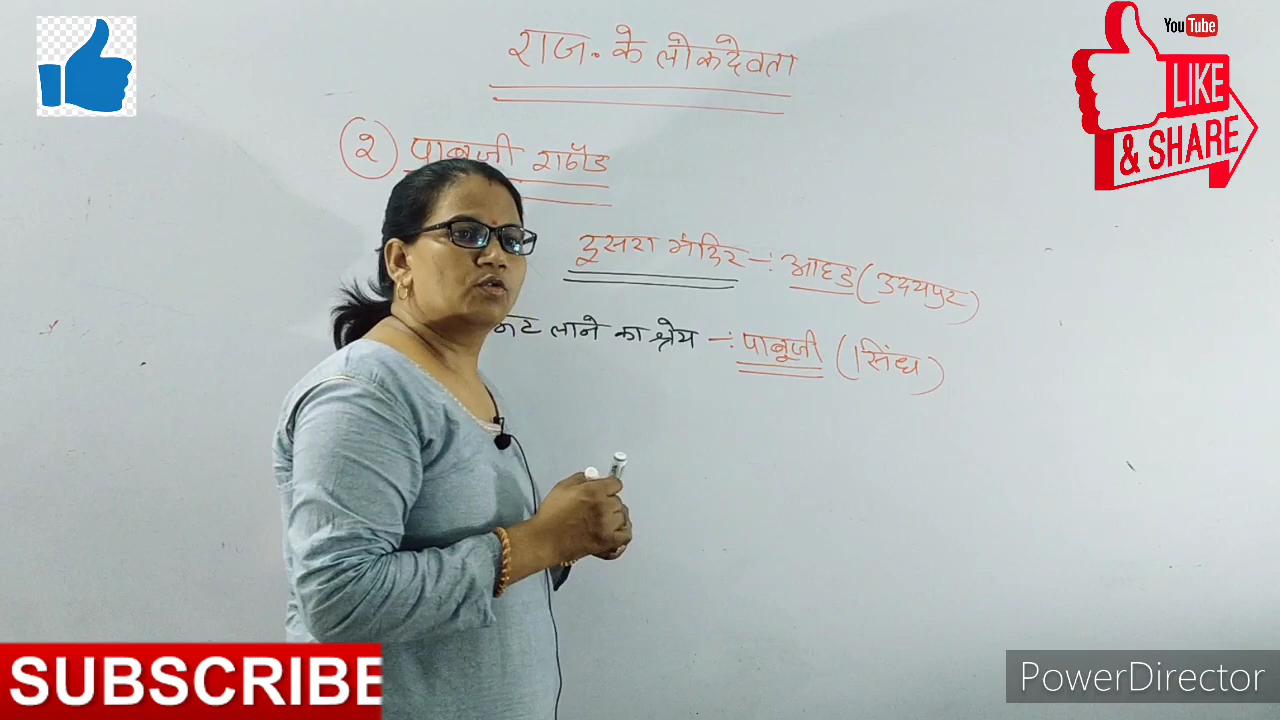 राज. के लोकदेवता
YouTube
LIKE
& SHARE
२ पाबूजी राठौड
दूसरा मंदिर -: आहड (उदयपुर)
लाने का श्रेय -: पाबूजी (सिंध)
SUBSCRIBE
PowerDirector